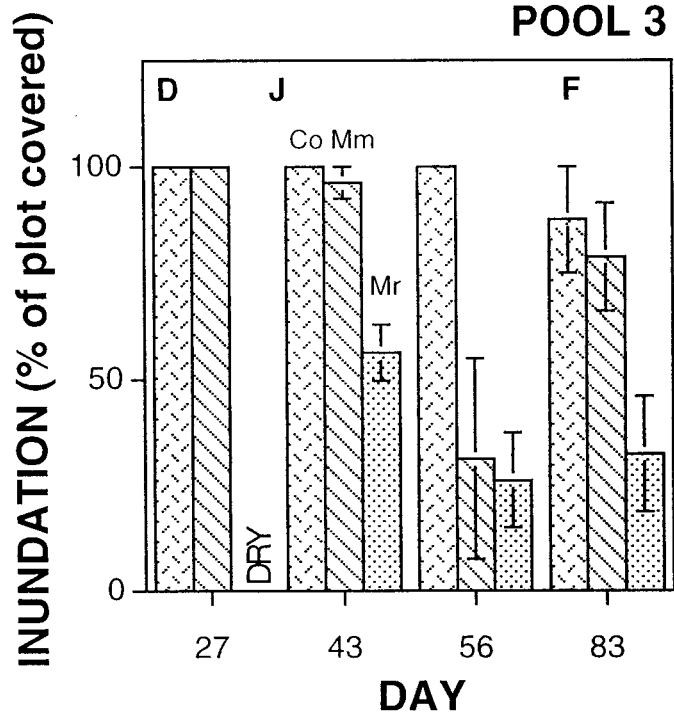 POOL 3
D J F
Co Mm
Mr
INUNDATION (% of plot covered)
100
50
0
DRY
27 43 56 83
DAY